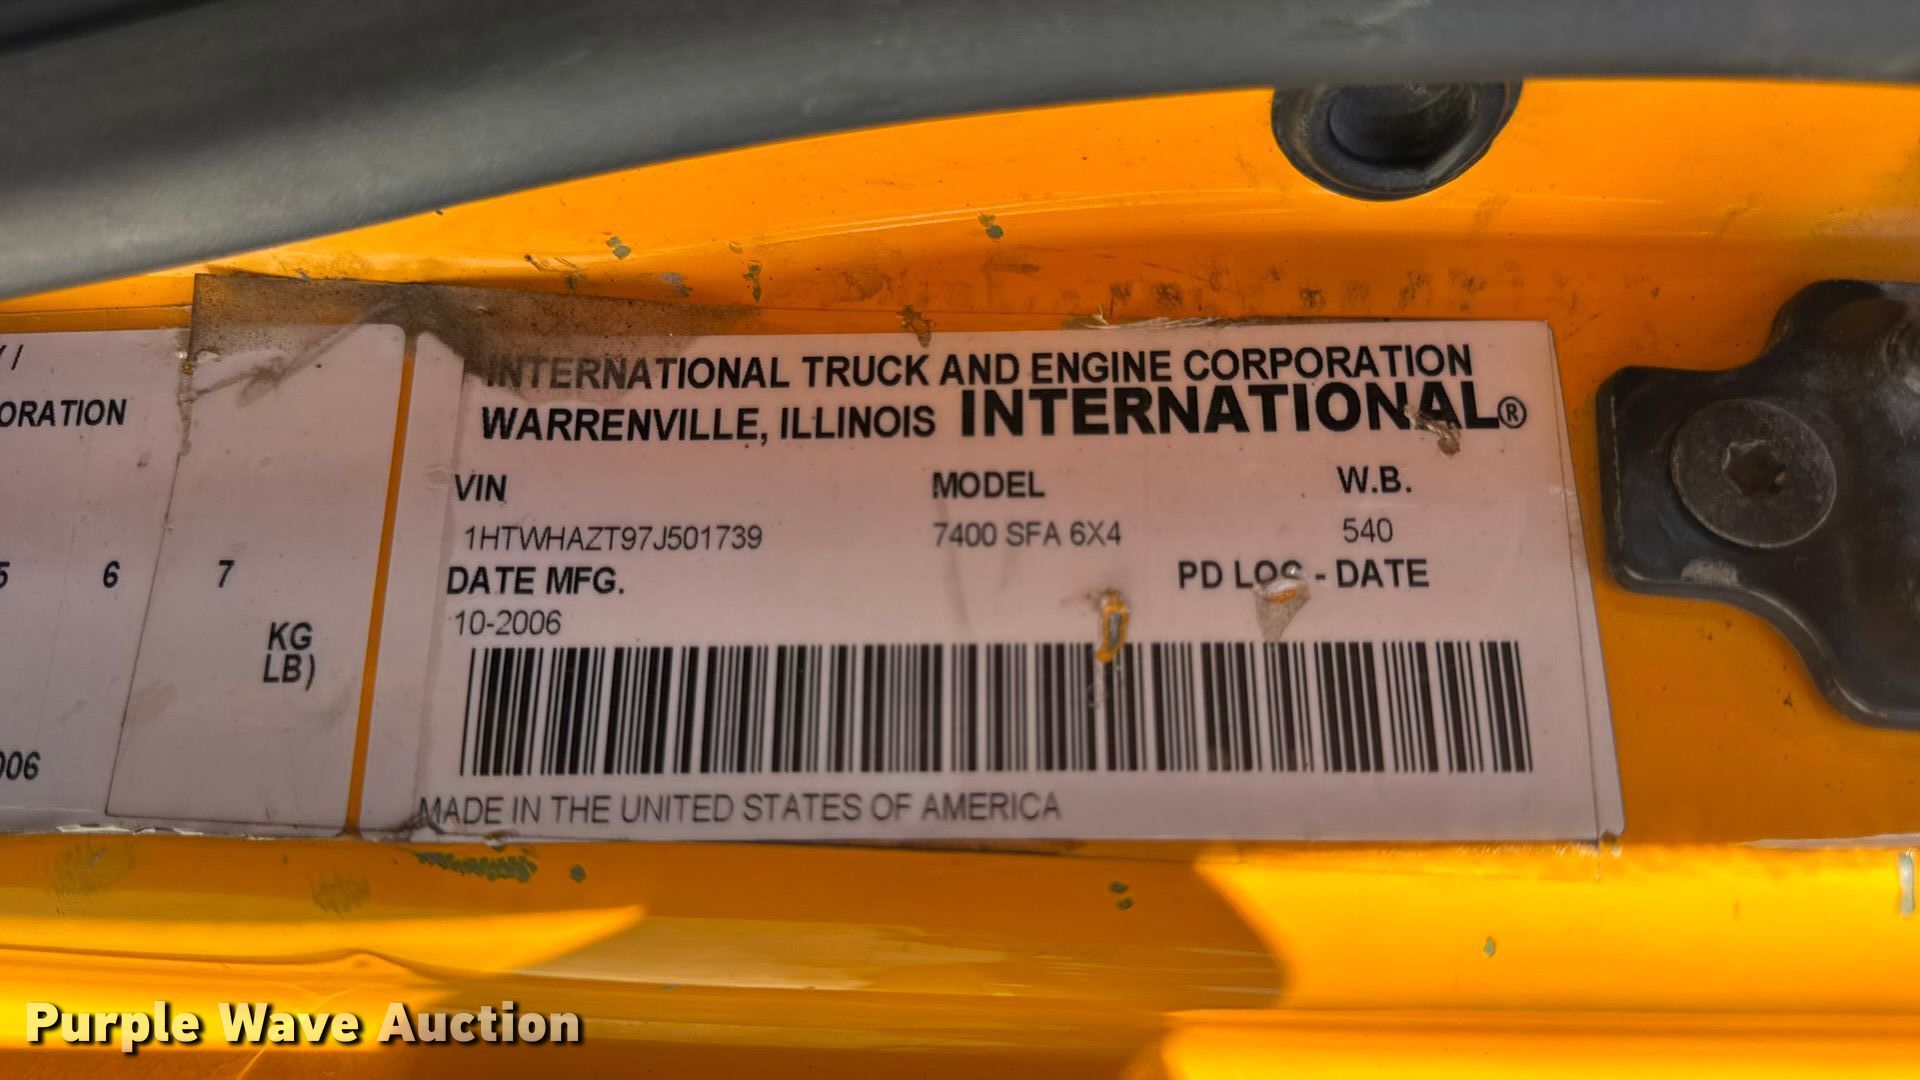 ORATION
5 6 7
KG
LB)
006
INTERNATIONAL TRUCK AND ENGINE CORPORATION
WARRENVILLE, ILLINOIS INTERNATIONAL®
VIN MODEL W.B.
1HTWHAZT97J501739 7400 SFA 6X4 540
DATE MFG. PD LOC - DATE
10-2006
MADE IN THE UNITED STATES OF AMERICA
Purple Wave Auction